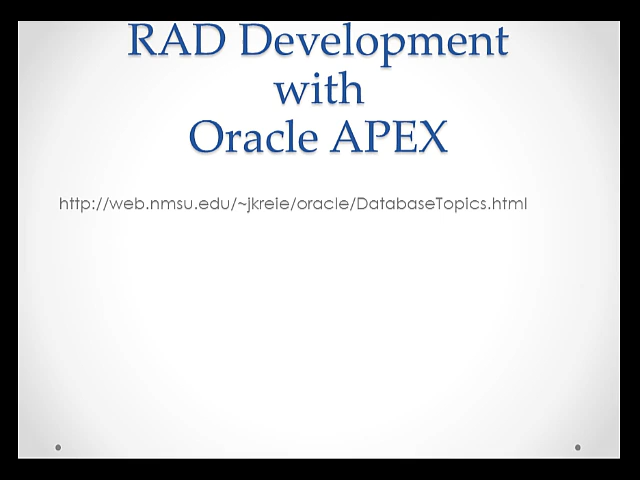 RAD Development
with
Oracle APEX
http://web.nmsu.edu/~jkreie/oracle/DatabaseTopics.html